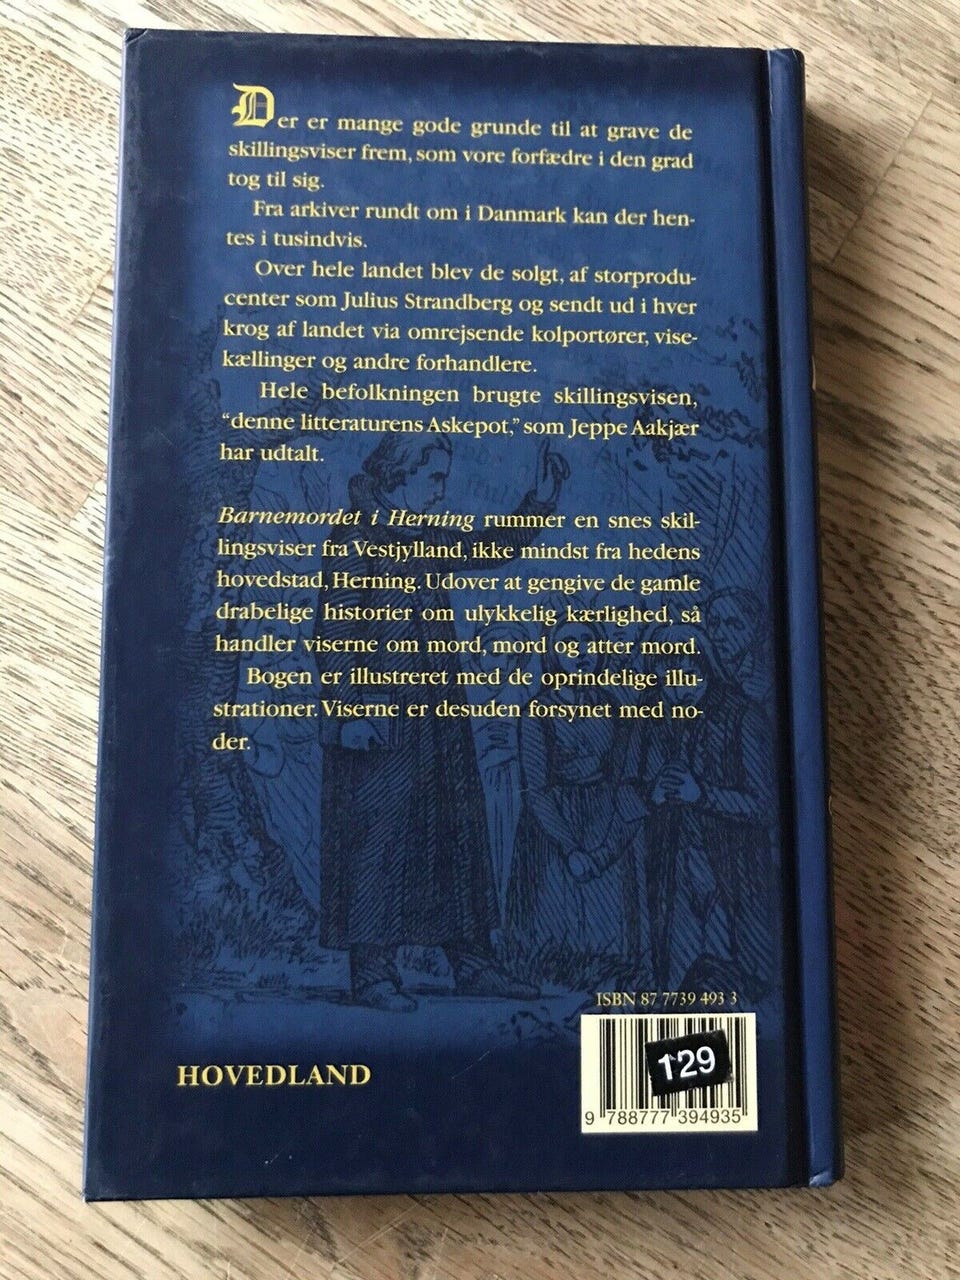 Der er mange gode grunde til at grave de
skillingsviser frem, som vore forfædre i den grad
tog til sig.
Fra arkiver rundt om i Danmark kan der hen-
tes i tusindvis.
Over hele landet blev de solgt, af storprodu-
center som Julius Strandberg og sendt ud i hver
krog af landet via omrejsende kolportører, vise-
kællinger og andre forhandlere.
Hele befolkningen brugte skillingsvisen,
"denne litteraturens Askepot," som Jeppe Aakjær
har udtalt.
Barnemordet i Herning rummer en snes skil-
lingsviser fra Vestjylland, ikke mindst fra hedens
hovedstad, Herning. Udover at gengive de gamle
drabelige historier om ulykkelig kærlighed, så
handler viserne om mord, mord og atter mord.
Bogen er illustreret med de oprindelige illu-
strationer. Viserne er desuden forsynet med no-
der.
ISBN 87 7739 493 3
129
9 788777 394935
HOVEDLAND